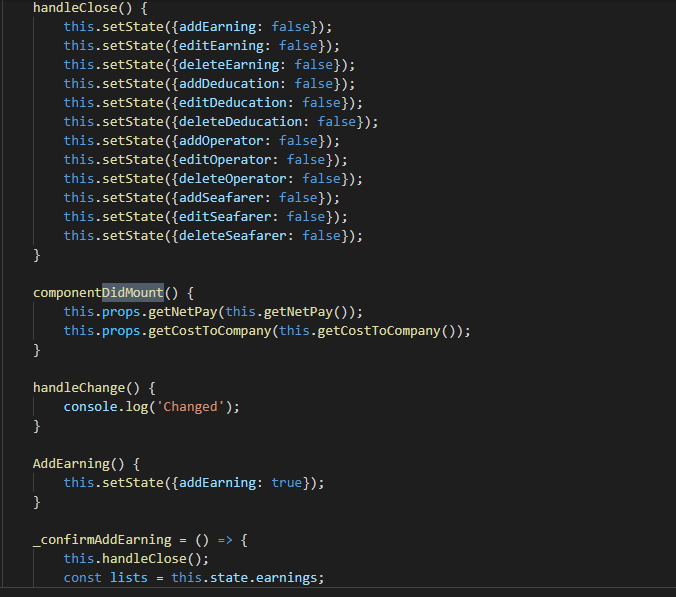 handleClose() {
this.setState({addEarning: false});
this.setState({editEarning: false});
this.setState({deleteEarning: false});
this.setState({addDeducation: false});
this.setState({editDeducation: false});
this.setState({deleteDeducation: false});
this.setState({addOperator: false});
this.setState({editOperator: false});
this.setState({deleteOperator: false});
this.setState({addSeafarer: false});
this.setState({editSeafarer: false});
this.setState({deleteSeafarer: false});
}
componentDidMount() {
this.props.getNetPay(this.getNetPay());
this.props.getCostToCompany(this.getCostToCompany());
}
handleChange() {
console.log('Changed');
}
AddEarning() {
this.setState({addEarning: true});
}
_confirmAddEarning = () => {
this.handleClose();
const lists = this.state.earnings;